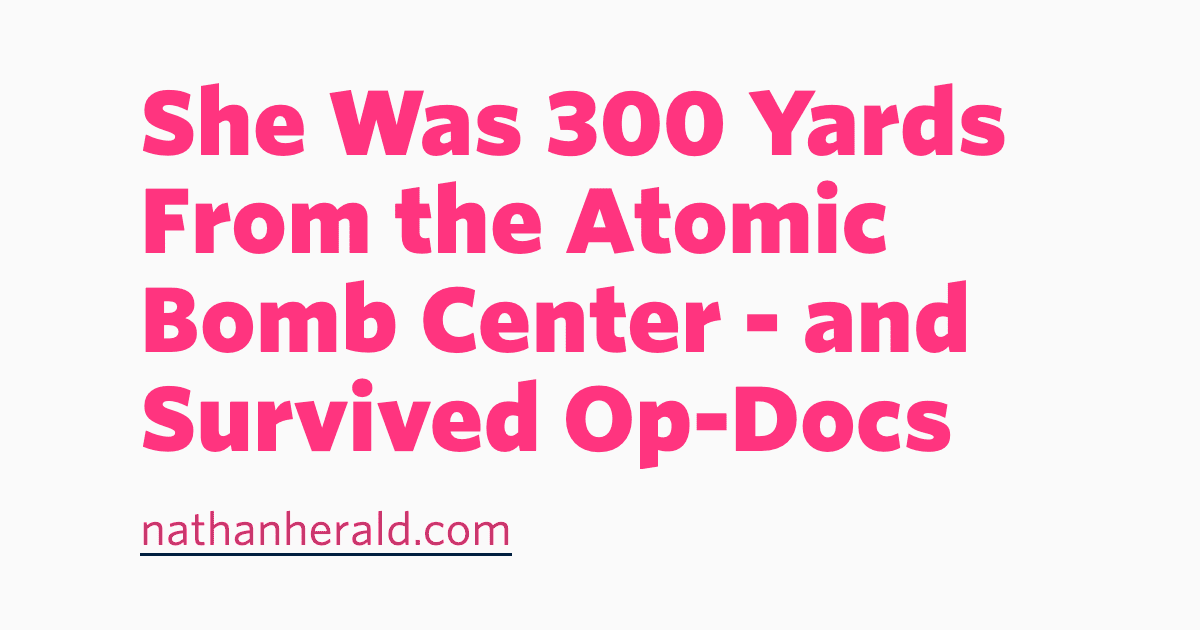 She Was 300 Yards
From the Atomic
Bomb Center - and
Survived Op-Docs
nathanherald.com